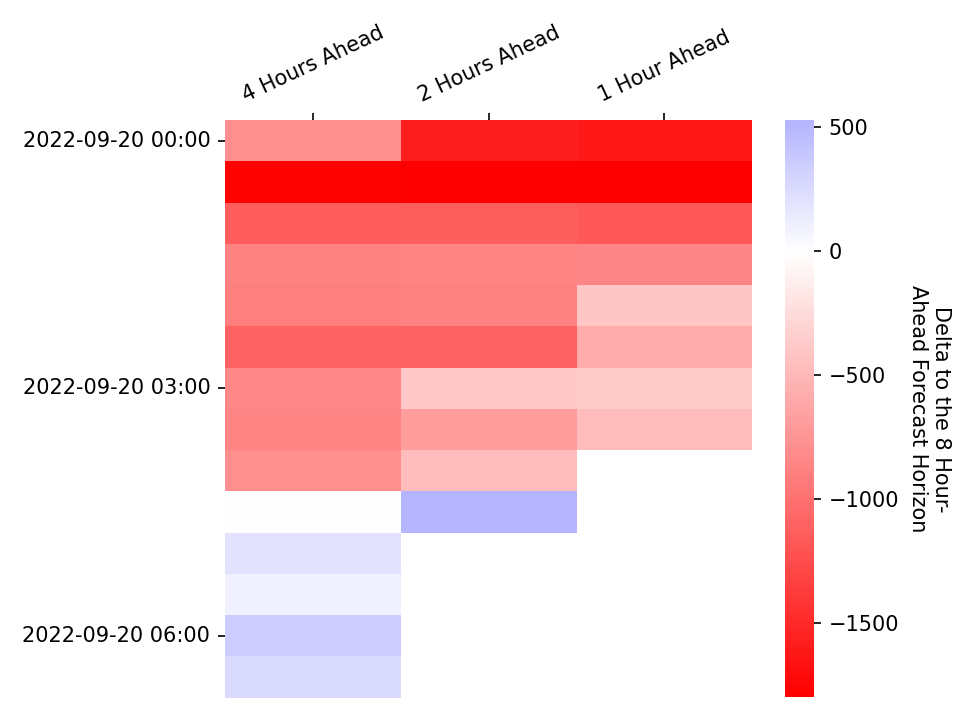 4 Hours Ahead
2 Hours Ahead
1 Hour Ahead
2022-09-20 00:00
2022-09-20 03:00
2022-09-20 06:00
500
0
−500
−1000
−1500
Delta to the 8 Hour-
Ahead Forecast Horizon